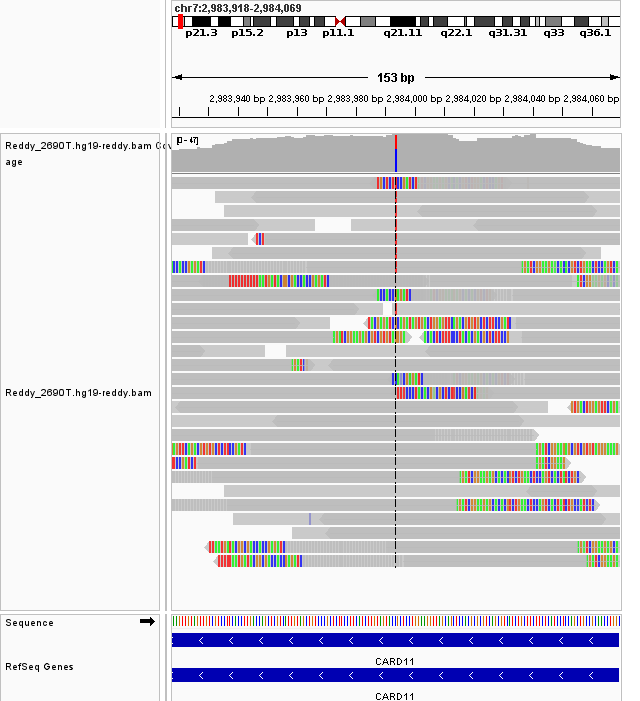 chr7:2,983,918-2,984,069
p21.3 p15.2 p13 p11.1 q21.11 q22.1 q31.31 q33 q36.1
153 bp
2,983,940 bp 2,983,960 bp 2,983,980 bp 2,984,000 bp 2,984,020 bp 2,984,040 bp 2,984,060 bp
[0 - 47]
Reddy_2690T.hg19-reddy.bam Cov
age
Reddy_2690T.hg19-reddy.bam
Sequence
CARD11
RefSeq Genes
CARD11